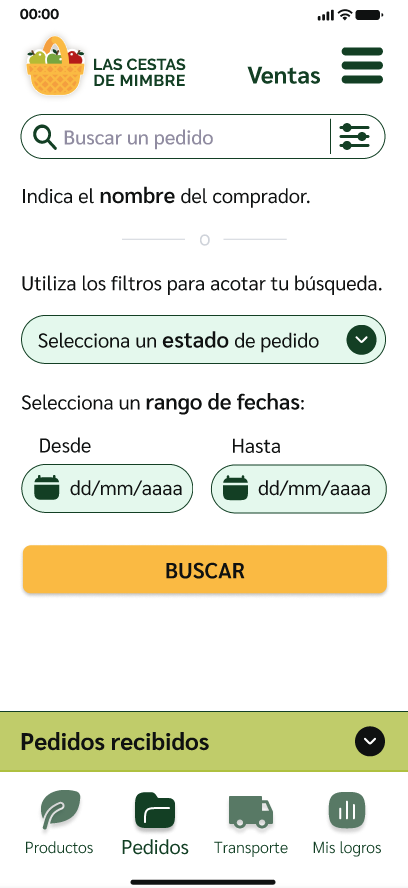 00:00
LAS CESTAS
DE MIMBRE
Ventas
Buscar un pedido
Indica el nombre del comprador.
O
Utiliza los filtros para acotar tu búsqueda.
Selecciona un estado de pedido
Selecciona un rango de fechas:
Desde Hasta
dd/mm/aaaa dd/mm/aaaa
BUSCAR
Pedidos recibidos
Productos Pedidos Transporte Mis logros